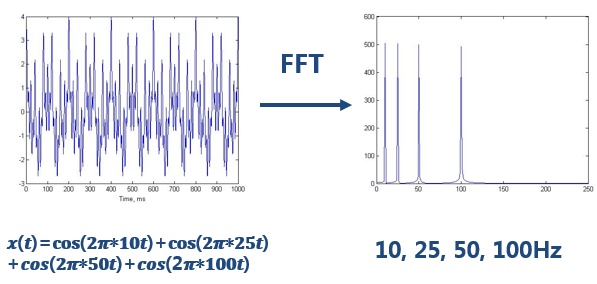 4
3
2
1
0
-1
-2
-3
0 100 200 300 400 500 600 700 800 900 1000
Time, ms
FFT
600
500
400
300
200
100
0
0 50 100 150 200 250
x(t)=cos(2π*10t)+cos(2π*25t)
+cos(2π*50t)+cos(2π*100t)
10, 25, 50, 100Hz